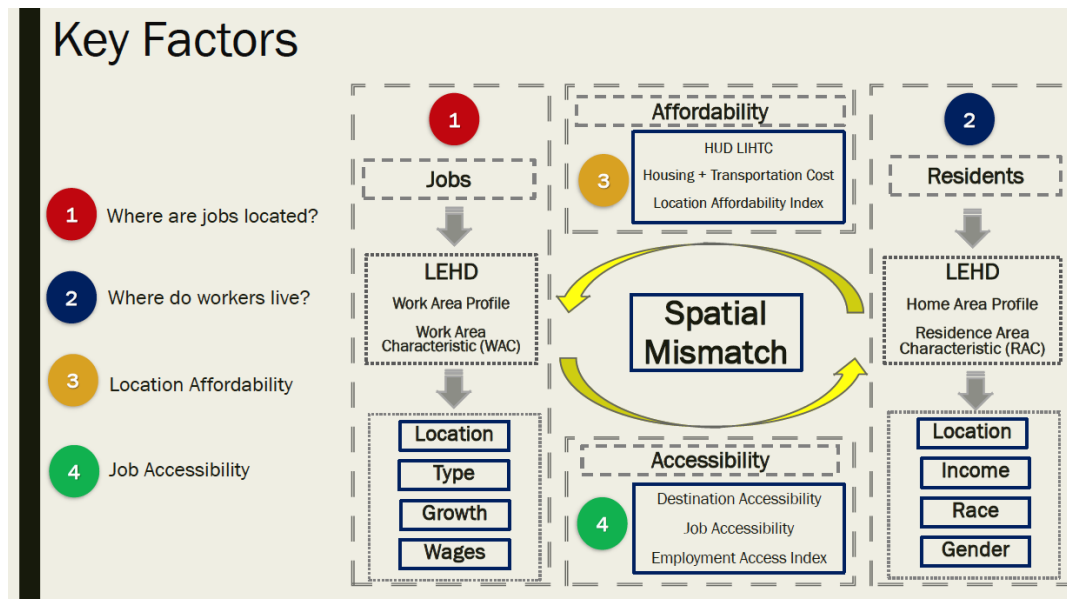 Key Factors
1
Where are jobs located?
2
Where do workers live?
3
Location Affordability
4
Job Accessibility
1
Jobs
LEHD
Work Area Profile
Work Area
Characteristic (WAC)
Location
Type
Growth
Wages
Affordability
3
HUD LIHTC
Housing + Transportation Cost
Location Affordability Index
Spatial
Mismatch
Accessibility
4
Destination Accessibility
Job Accessibility
Employment Access Index
2
Residents
LEHD
Home Area Profile
Residence Area
Characteristic (RAC)
Location
Income
Race
Gender